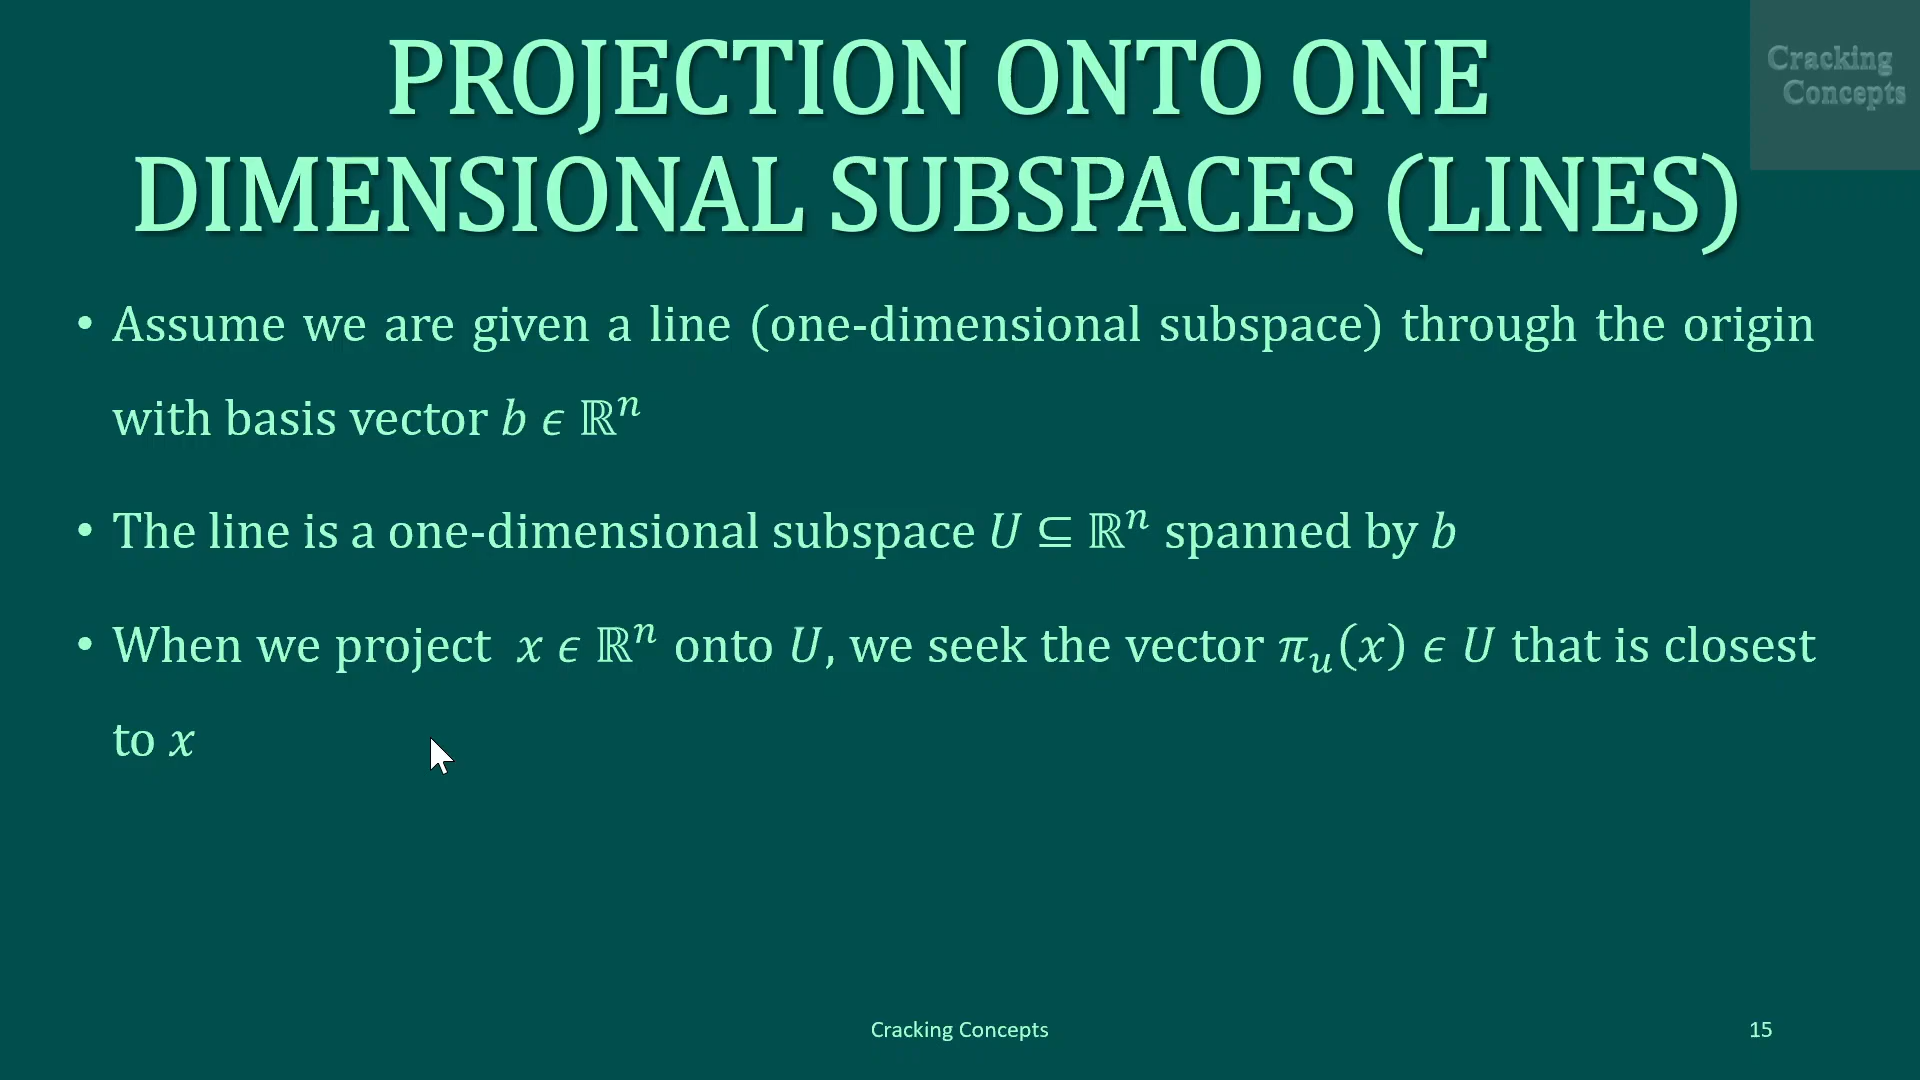 PROJECTION ONTO ONE
DIMENSIONAL SUBSPACES (LINES)
Cracking
Concepts
• Assume we are given a line (one-dimensional subspace) through the origin
with basis vector b ϵ ℝⁿ
• The line is a one-dimensional subspace U ⊆ ℝⁿ spanned by b
• When we project x ϵ ℝⁿ onto U, we seek the vector πᵤ(x) ϵ U that is closest
to x
Cracking Concepts
15